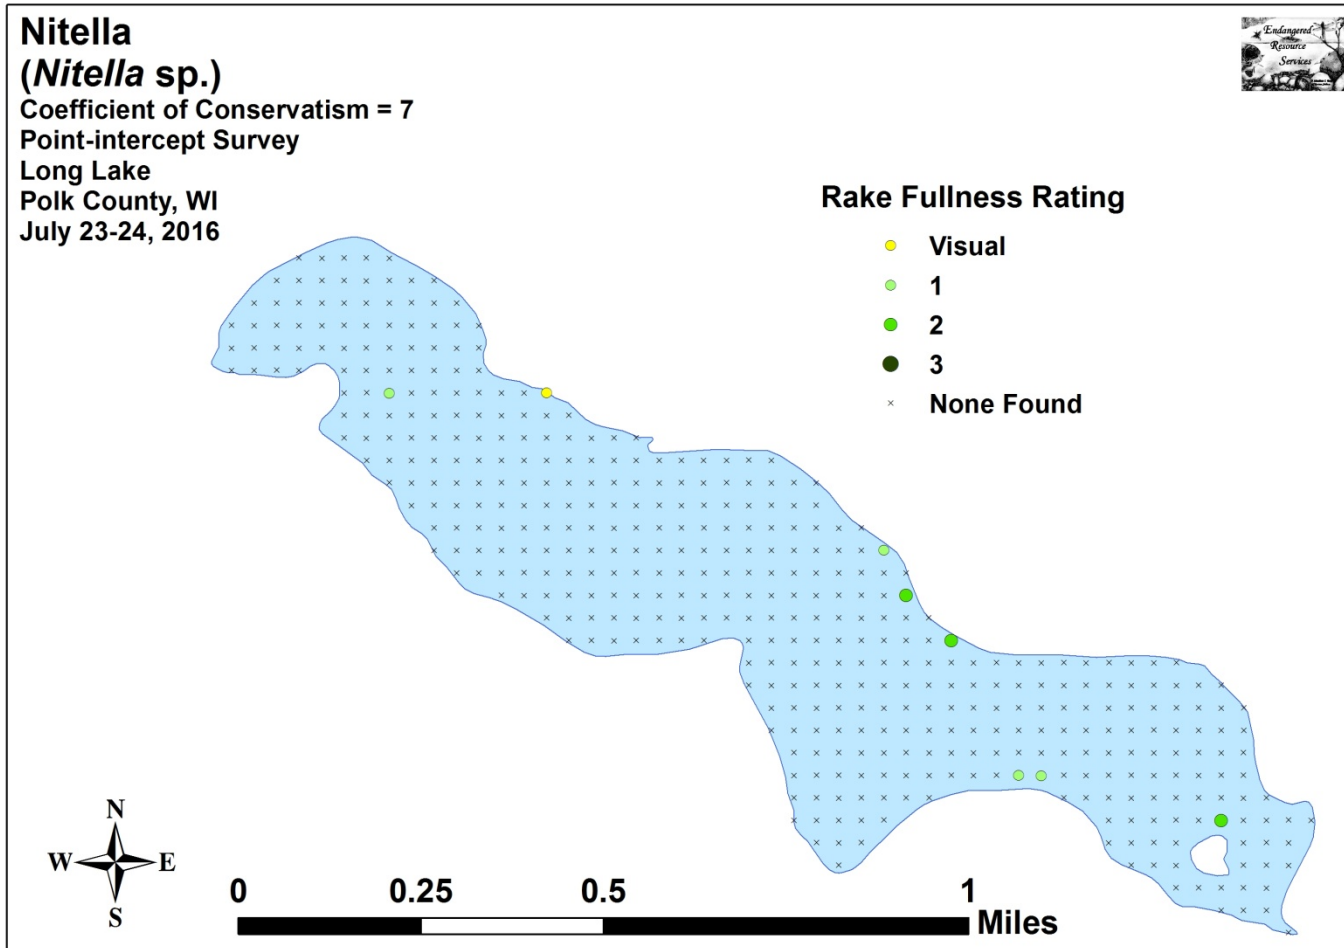 Nitella
(Nitella sp.)
Coefficient of Conservatism = 7
Point-intercept Survey
Long Lake
Polk County, WI
July 23-24, 2016
Endangered
Resource
Services
Rake Fullness Rating
Visual
1
2
3
None Found
N
W E
S
0 0.25 0.5 1
Miles